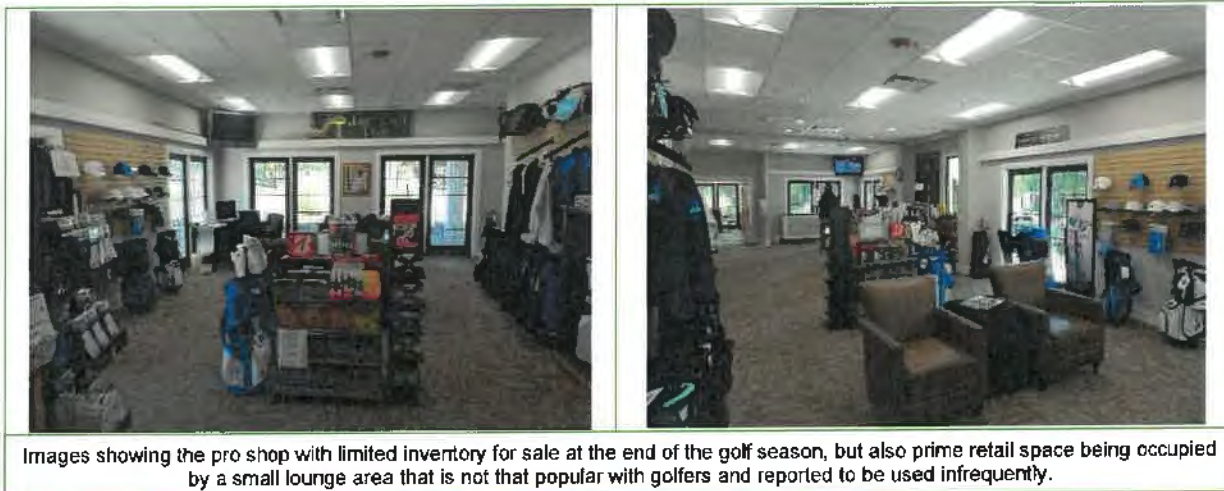 Images showing the pro shop with limited inventory for sale at the end of the golf season, but also prime retail space being occupied
by a small lounge area that is not that popular with golfers and reported to be used infrequently.